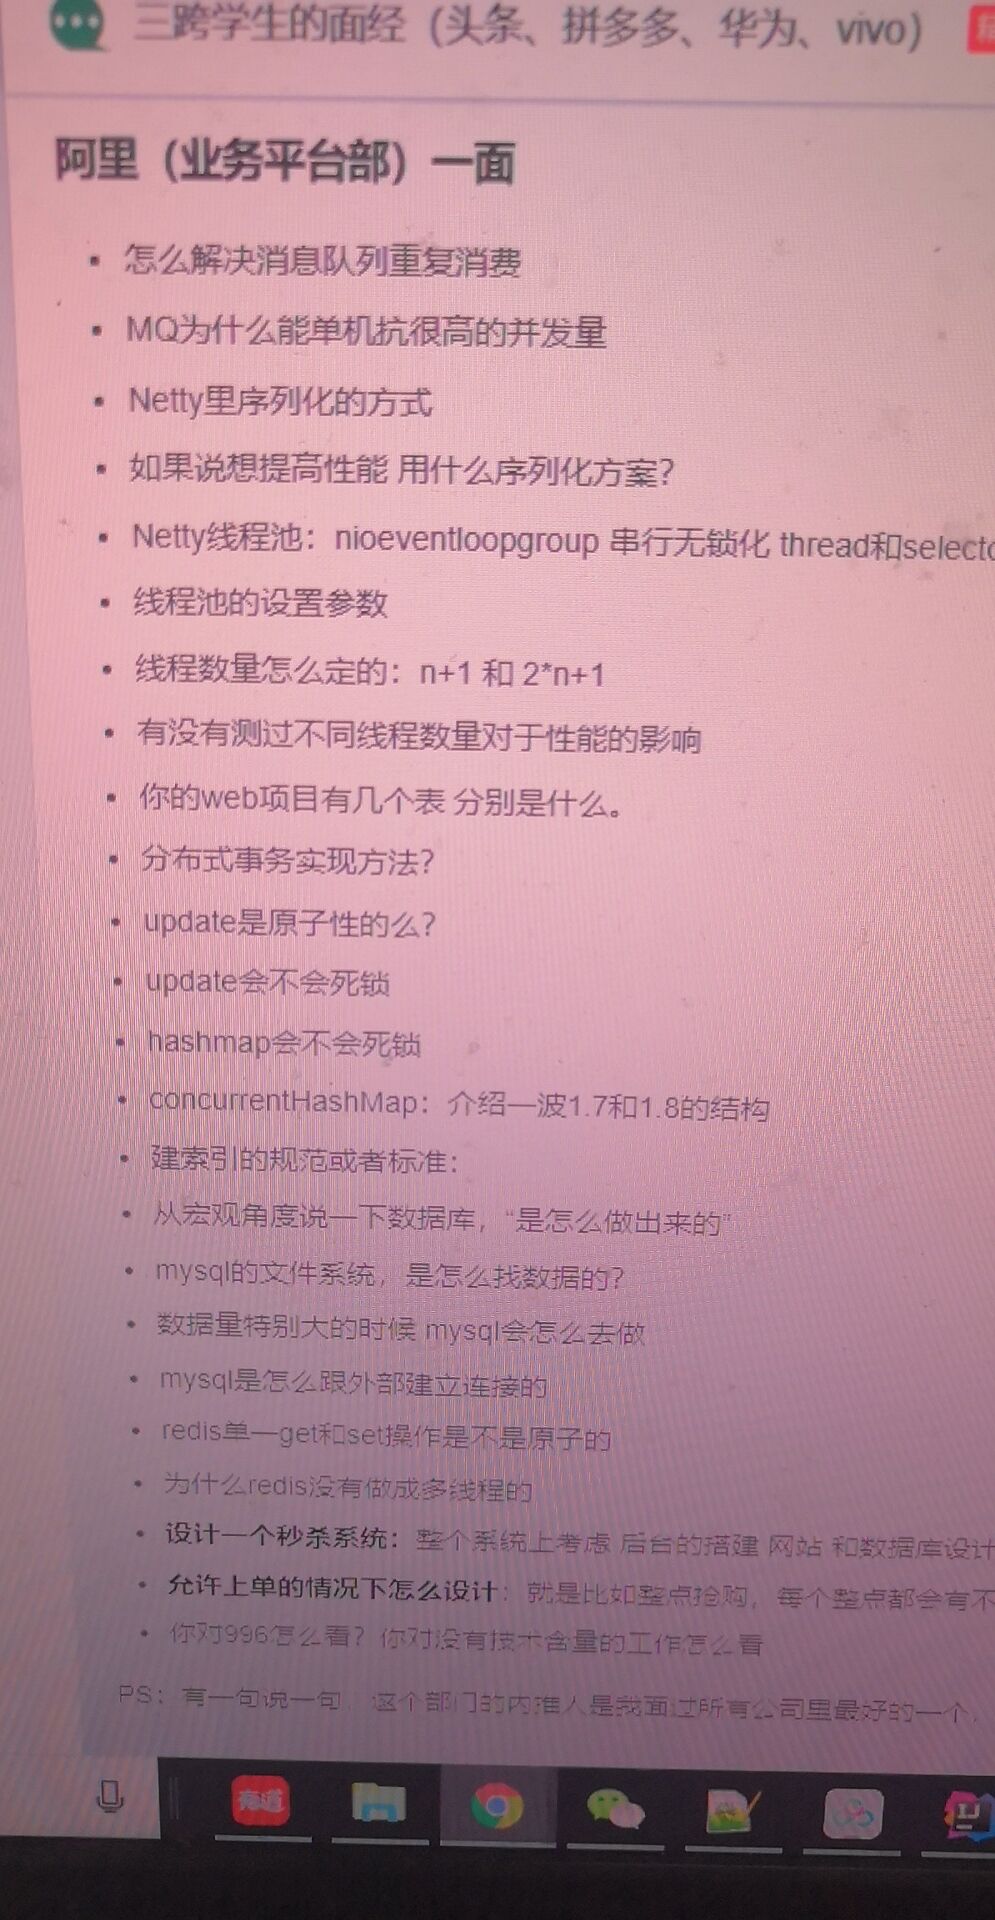 三跨学生的面经（头条、拼多多、华为、vivo）
阿里（业务平台部）一面
• 怎么解决消息队列重复消费
• MQ为什么能单机抗很高的并发量
• Netty里序列化的方式
• 如果说想提高性能 用什么序列化方案？
• Netty线程池：nioeventloopgroup 串行无锁化 thread和selecto
• 线程池的设置参数
• 线程数量怎么定的：n+1 和 2*n+1
• 有没有测过不同线程数量对于性能的影响
• 你的web项目有几个表 分别是什么。
• 分布式事务实现方法？
• update是原子性的么？
• update会不会死锁
• hashmap会不会死锁
• concurrentHashMap：介绍一波1.7和1.8的结构
• 建索引的规范或者标准：
• 从宏观角度说一下数据库，“是怎么做出来的”
• mysql的文件系统，是怎么找数据的？
• 数据量特别大的时候 mysql会怎么去做
• mysql是怎么跟外部建立连接的
• redis单一get和set操作是不是原子的
• 为什么redis没有做成多线程的
• 设计一个秒杀系统：整个系统上考虑 后台的搭建 网站 和数据库设计
• 允许上单的情况下怎么设计：就是比如整点抢购，每个整点都会有不
• 你对996怎么看？你对没有技术含量的工作怎么看
PS：有一句说一句，这个部门的内推人是我面过所有公司里最好的一个，
有道